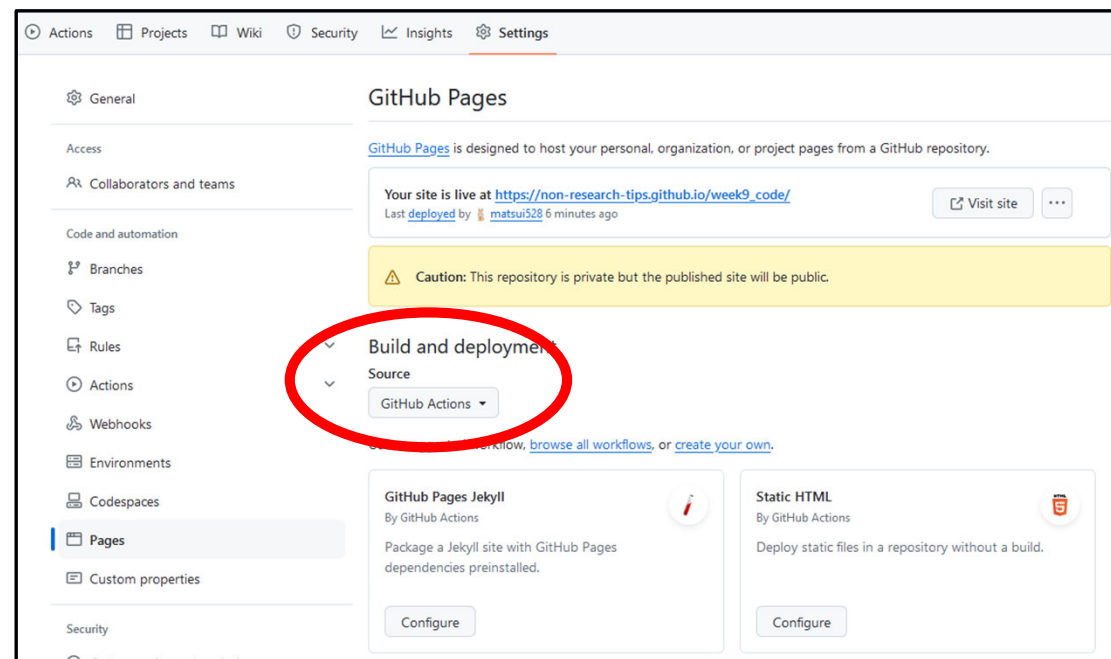 Actions Projects Wiki Security Insights Settings
General
Access
Collaborators and teams
Code and automation
Branches
Tags
Rules
Actions
Webhooks
Environments
Codespaces
Pages
Custom properties
Security
GitHub Pages
GitHub Pages is designed to host your personal, organization, or project pages from a GitHub repository.
Your site is live at https://non-research-tips.github.io/week9_code/
Last deployed by matsui528 6 minutes ago
Visit site
Caution: This repository is private but the published site will be public.
Build and deployment
Source
GitHub Actions
workflow, browse all workflows, or create your own.
GitHub Pages Jekyll
By GitHub Actions
Package a Jekyll site with GitHub Pages
dependencies preinstalled.
Configure
Static HTML
By GitHub Actions
Deploy static files in a repository without a build.
Configure